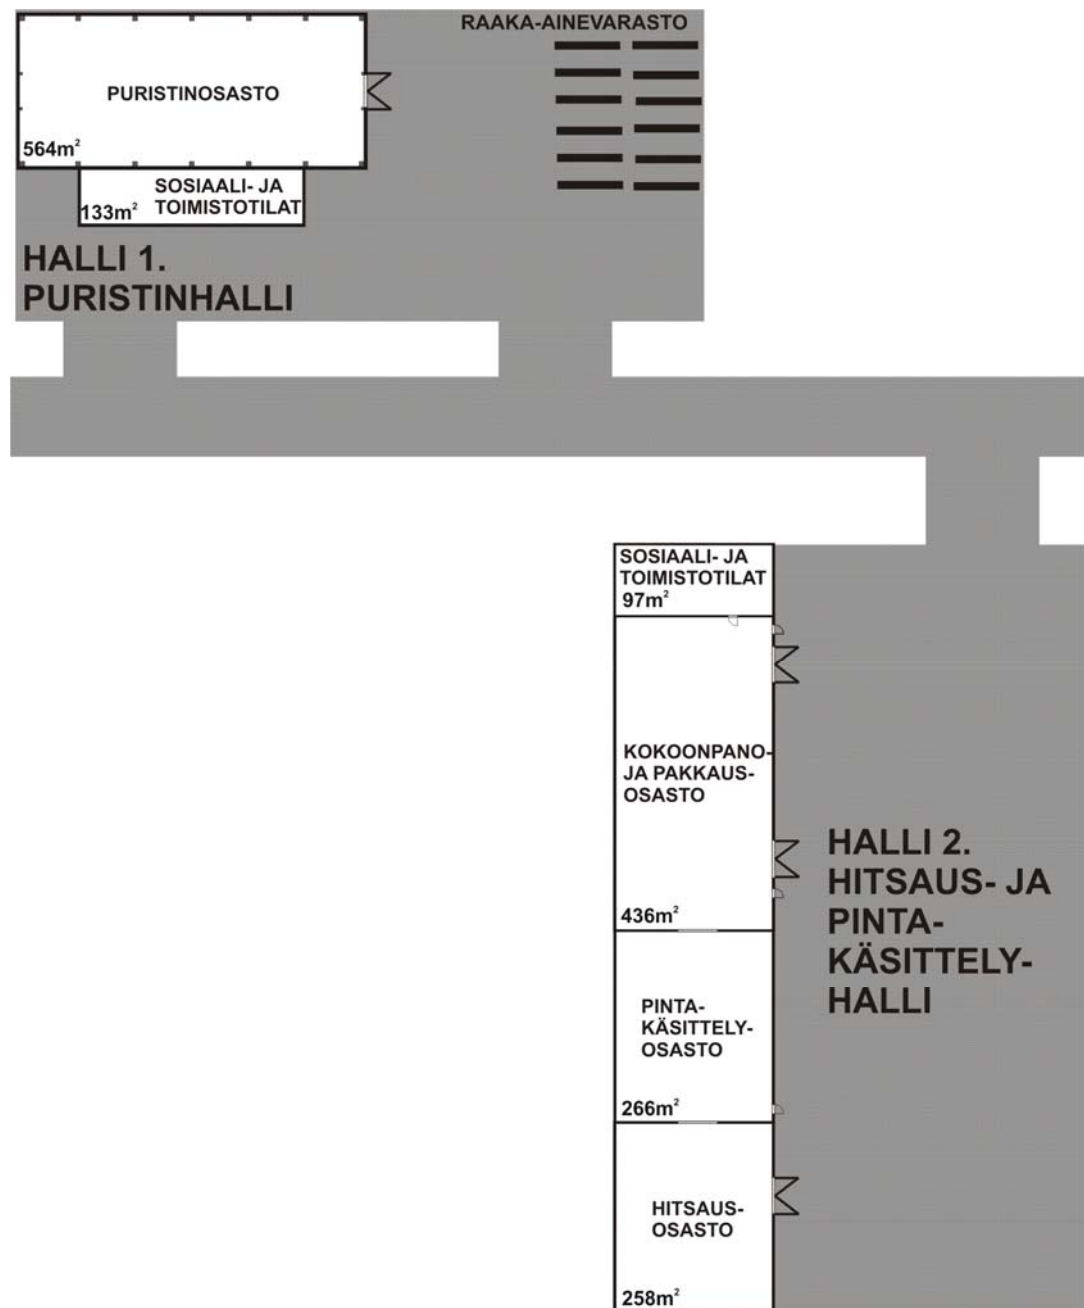 RAAKA-AINEVARASTO
PURISTINOSASTO
564m²
SOSIAALI- JA
TOIMISTOTILAT
133m²
HALLI 1.
PURISTINHALLI
SOSIAALI- JA
TOIMISTOTILAT
97m²
KOKOONPANO-
JA PAKKAUS-
OSASTO
436m²
HALLI 2.
HITSAUS- JA
PINTA-
KÄSITTELY-
HALLI
PINTA-
KÄSITTELY-
OSASTO
266m²
HITSAUS-
OSASTO
258m²